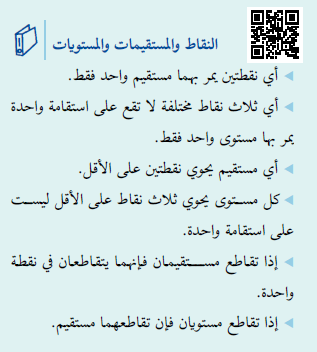 النقاط والمستقيمات والمستويات
أي نقطتين يمر بهما مستقيم واحد فقط.
أي ثلاث نقاط مختلفة لا تقع على استقامة واحدة
يمر بها مستوى واحد فقط.
أي مستقيم يحوي نقطتين على الأقل.
كل مستوى يحوي ثلاث نقاط على الأقل ليست
على استقامة واحدة.
إذا تقاطع مستقيمان فإنهما يتقاطعان في نقطة
واحدة.
إذا تقاطع مستويان فإن تقاطعهما مستقيم.